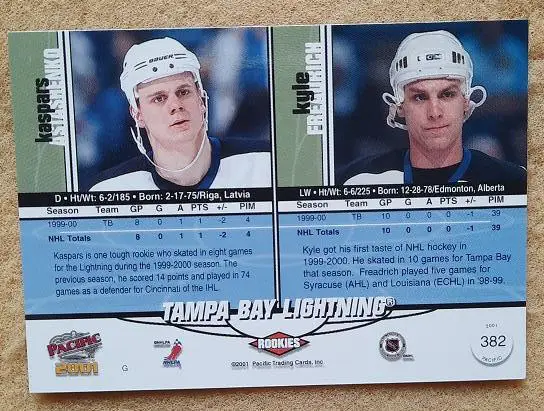 kaspars
ASTASHENKO
BAUER
D • Ht/Wt: 6-2/185 • Born: 2-17-75/Riga, Latvia
Season Team GP G A PTS +/- PIM
1999-00 TB 8 0 1 1 -2 4
NHL Totals 8 0 1 1 -2 4
Kaspars is one tough rookie who skated in eight games
for the Lightning during the 1999-2000 season. The
previous season, he scored 14 points and played in 74
games as a defender for Cincinnati of the IHL.
kyle
FREADRICH
CCM
LW • Ht/Wt: 6-6/225 • Born: 12-28-78/Edmonton, Alberta
Season Team GP G A PTS +/- PIM
1999-00 TB 10 0 0 0 -1 39
NHL Totals 10 0 0 0 -1 39
Kyle got his first taste of NHL hockey in
1999-2000. He skated in 10 games for Tampa Bay
that season. Freadrich played five games for
Syracuse (AHL) and Louisiana (ECHL) in '98-99.
TAMPA BAY LIGHTNING®
PACIFIC
2001
G
NHLPA
ROOKIES
©2001 Pacific Trading Cards, Inc.
NHL
2001
382
PACIFIC